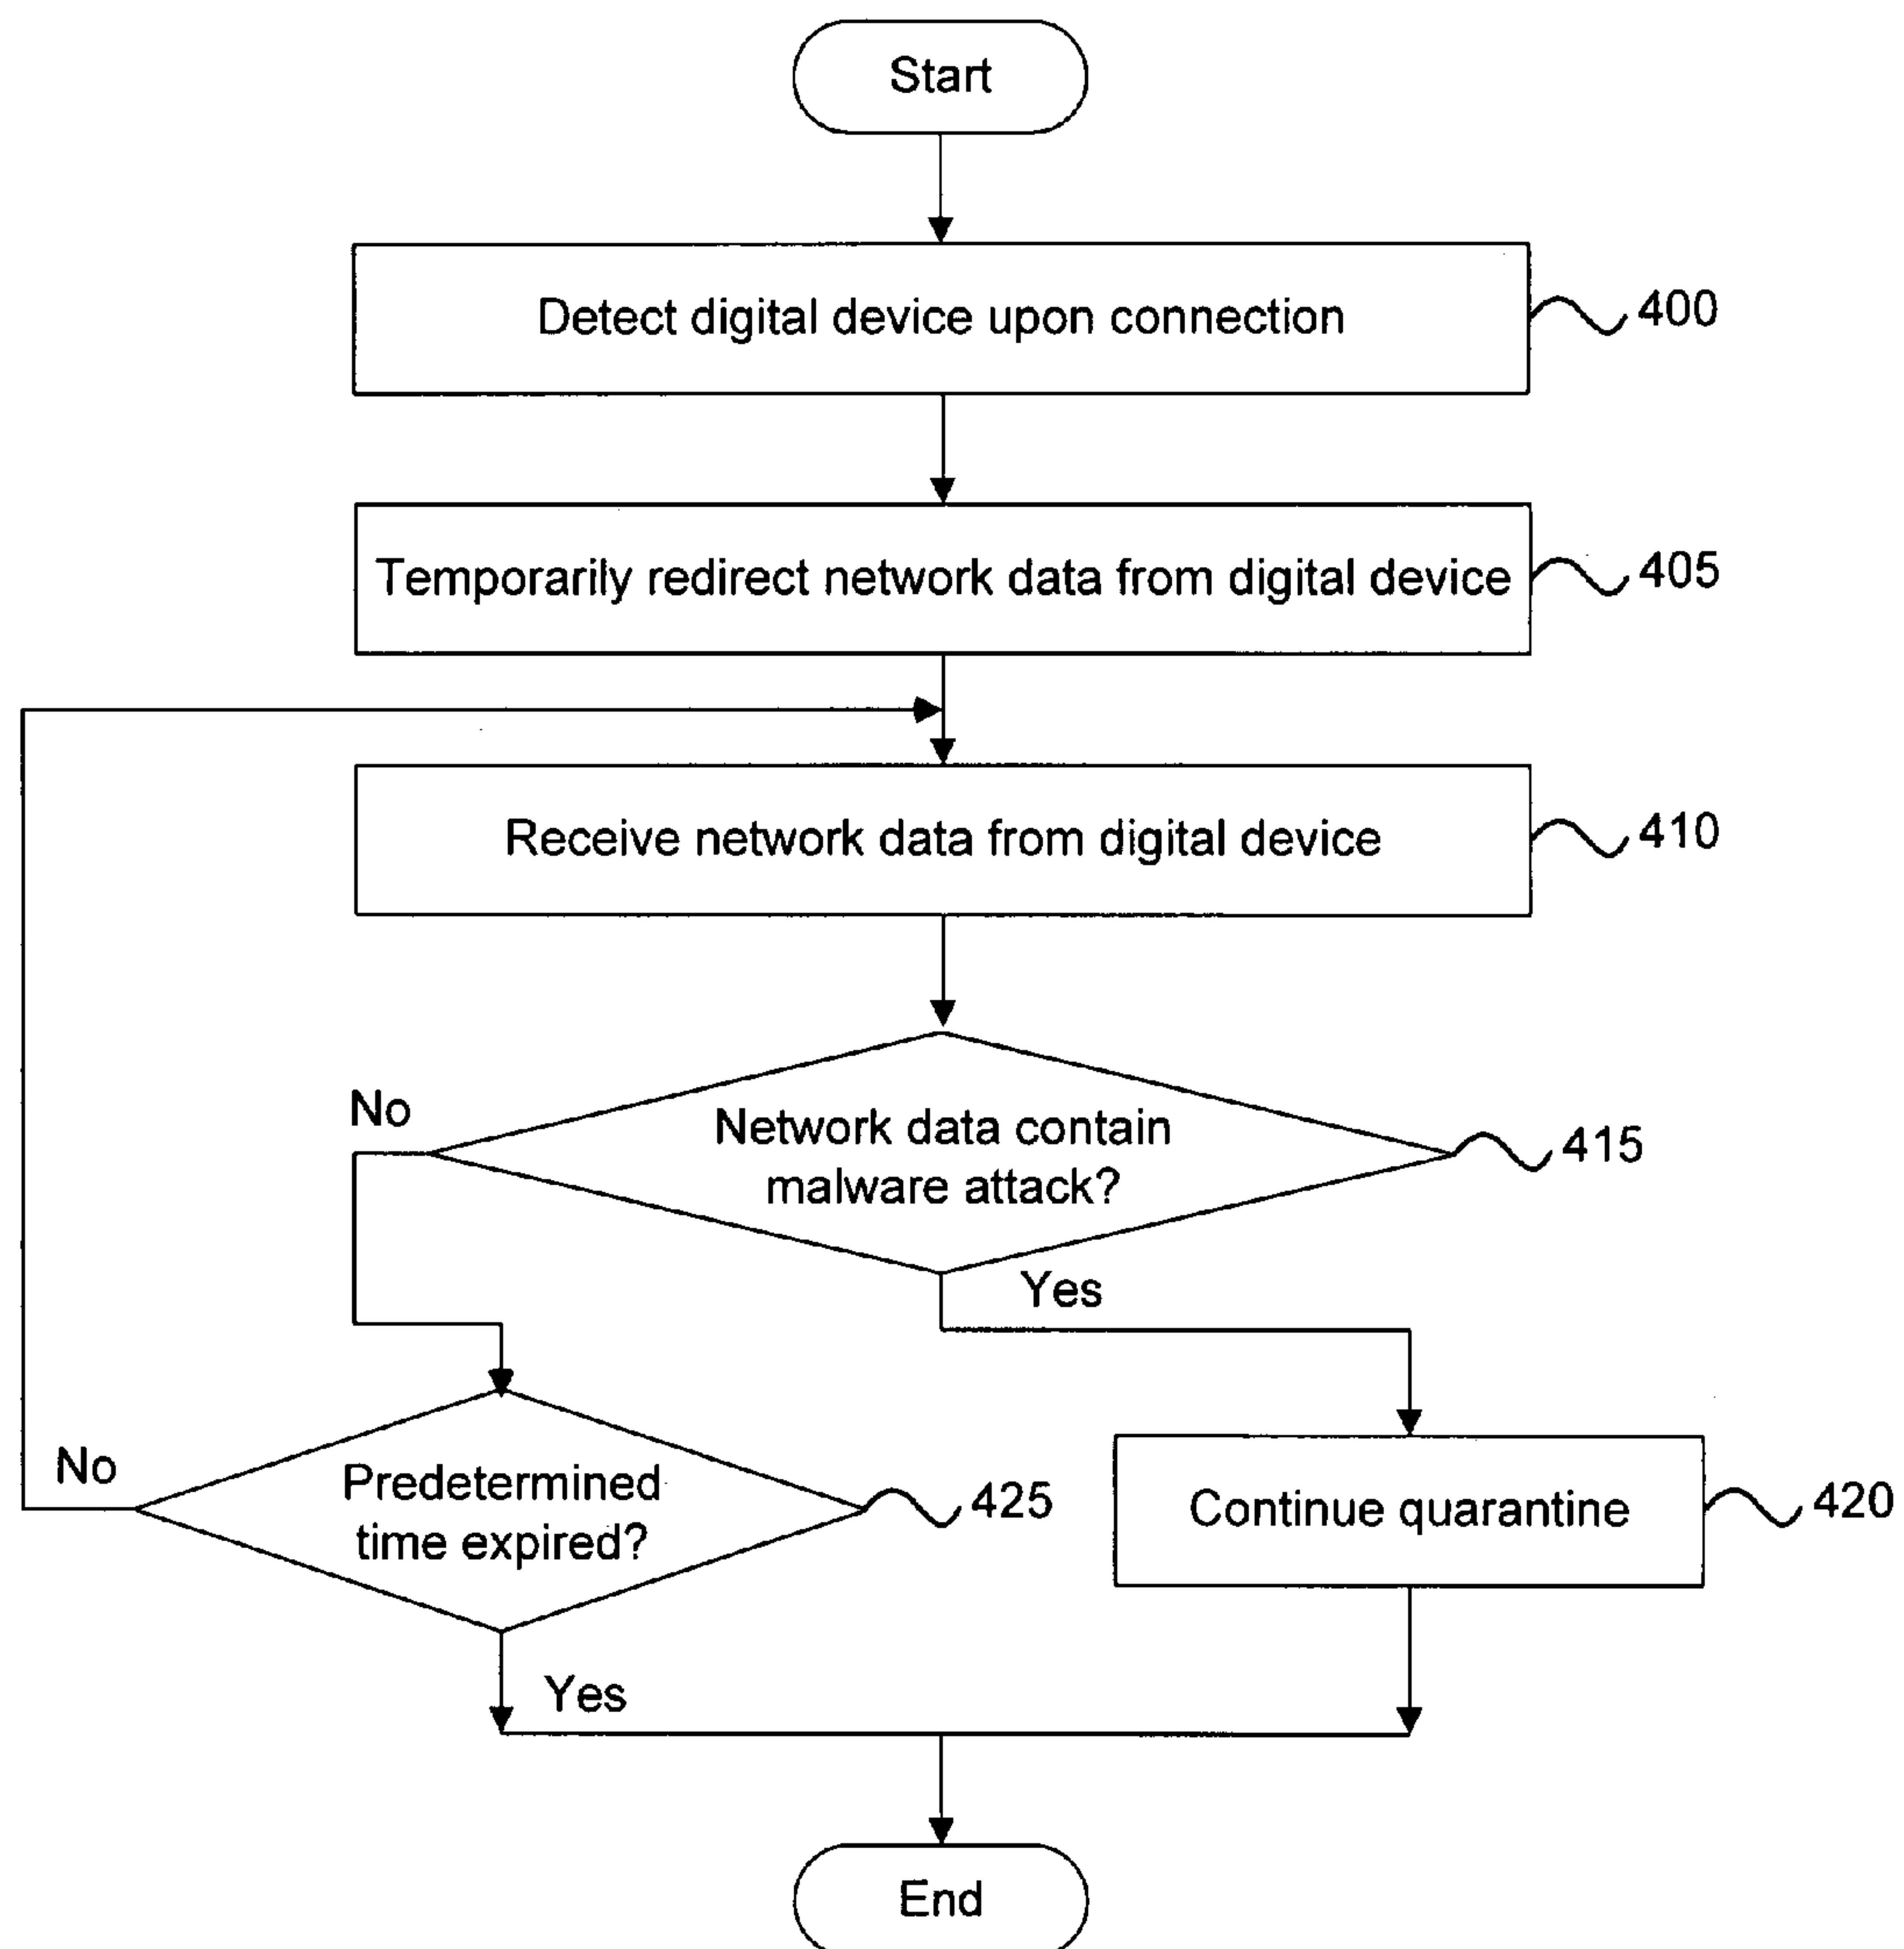 Start
Detect digital device upon connection
400
Temporarily redirect network data from digital device
405
Receive network data from digital device
410
No
Network data contain
malware attack?
415
Yes
No
Predetermined
time expired?
425
Continue quarantine
420
Yes
End